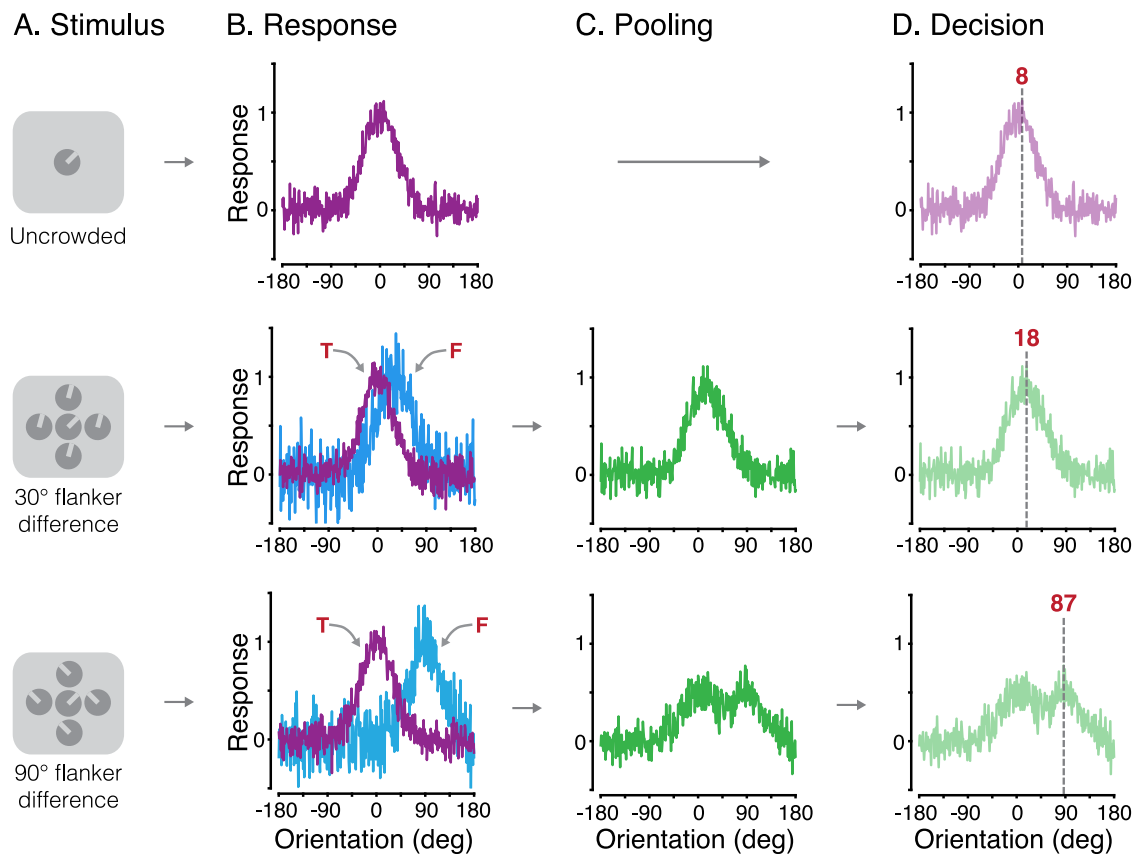 A. Stimulus
B. Response
C. Pooling
D. Decision
Uncrowded
Response
1
0
-180 -90 0 90 180
8
1
0
-180 -90 0 90 180
30° flanker
difference
Response
T
F
1
0
-180 -90 0 90 180
1
0
-180 -90 0 90 180
18
1
0
-180 -90 0 90 180
90° flanker
difference
Response
T
F
1
0
-180 -90 0 90 180
Orientation (deg)
1
0
-180 -90 0 90 180
Orientation (deg)
87
1
0
-180 -90 0 90 180
Orientation (deg)